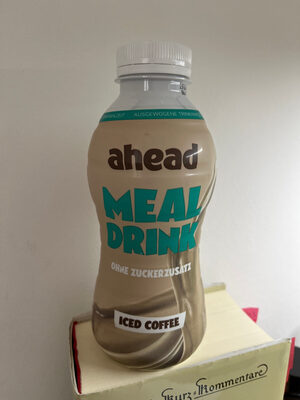 AUSGEWOGENE
ahead
MEAL
DRINK
OHNE ZUCKERZUSATZ
ICED COFFEE
Kurz-Kommentare